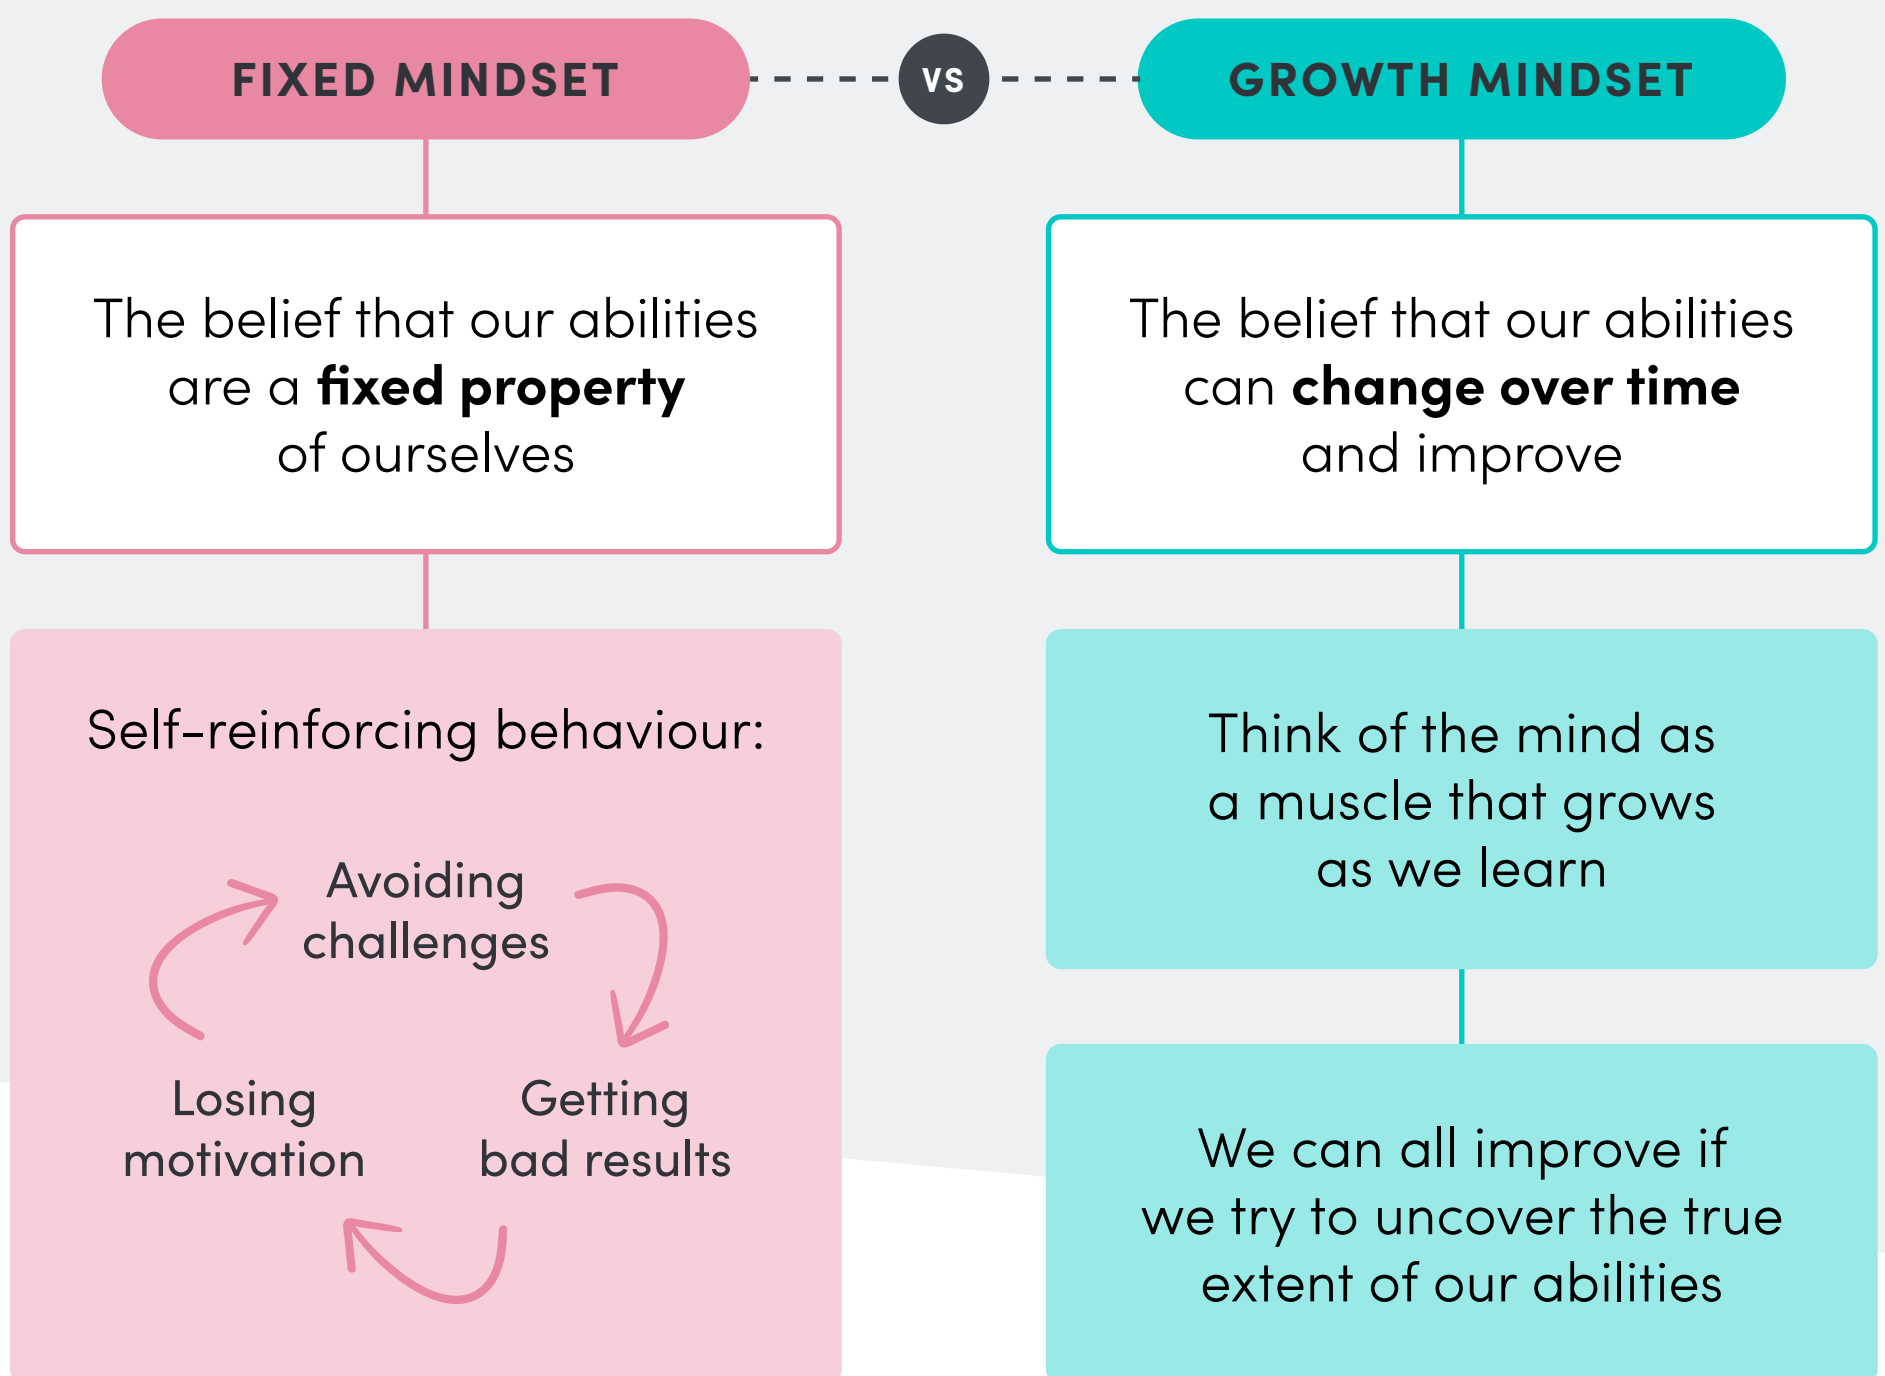 FIXED MINDSET
VS
GROWTH MINDSET
The belief that our abilities
are a fixed property
of ourselves
Self-reinforcing behaviour:
Avoiding
challenges
Getting
bad results
Losing
motivation
The belief that our abilities
can change over time
and improve
Think of the mind as
a muscle that grows
as we learn
We can all improve if
we try to uncover the true
extent of our abilities